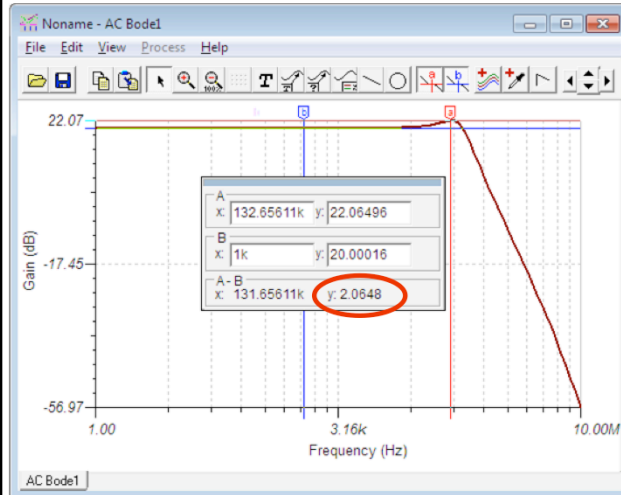 Noname - AC Bode1
File Edit View Process Help
100%
T
a b
b a
22.07
-17.45
-56.97
Gain (dB)
A
x: 132.65611k y: 22.06496
B
x: 1k y: 20.00016
A - B
x: 131.65611k y: 2.0648
1.00 3.16k 10.00M
Frequency (Hz)
AC Bode1